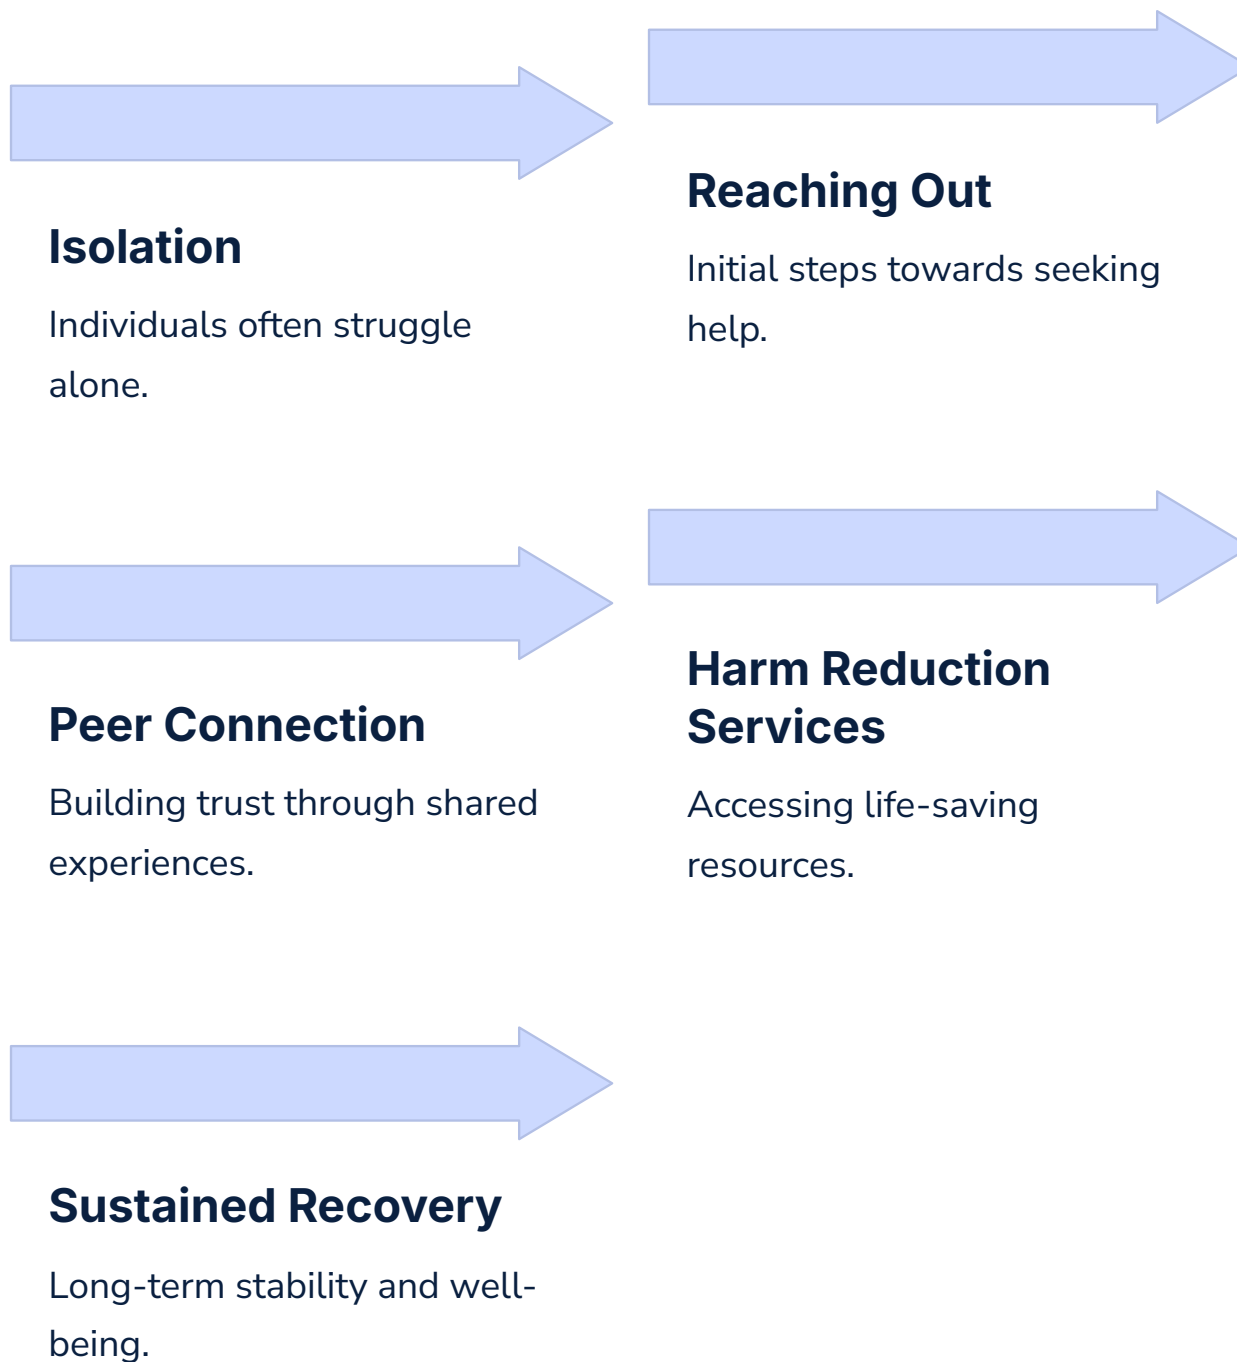 Isolation
Individuals often struggle
alone.
Reaching Out
Initial steps towards seeking
help.
Peer Connection
Building trust through shared
experiences.
Harm Reduction
Services
Accessing life-saving
resources.
Sustained Recovery
Long-term stability and well-
being.